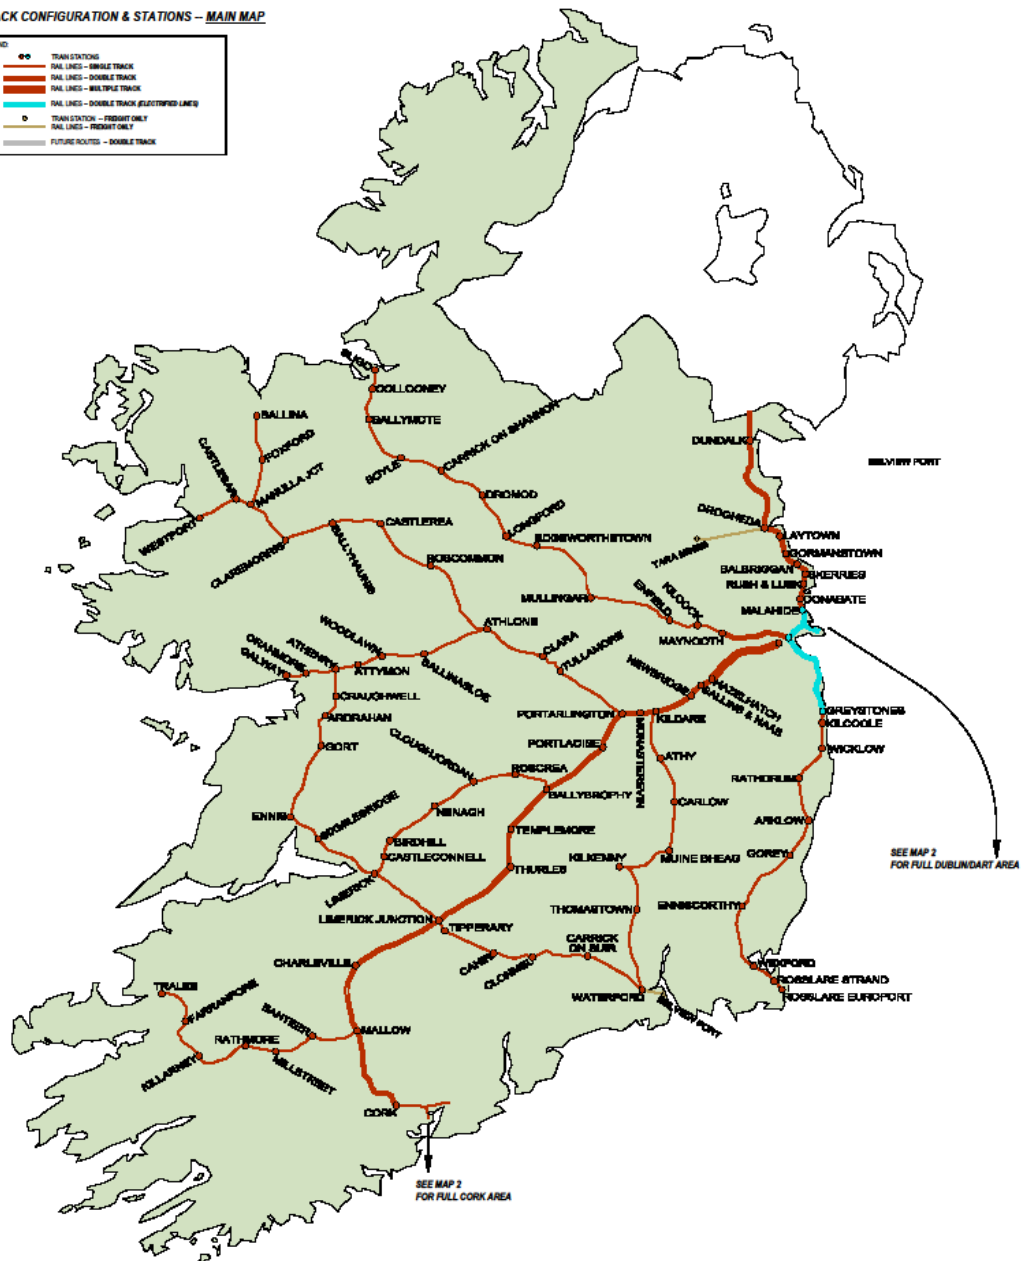 ACK CONFIGURATION & STATIONS – MAIN MAP
ND:
TRAIN STATIONS
RAIL LINES – SINGLE TRACK
RAIL LINES – DOUBLE TRACK
RAIL LINES – MULTIPLE TRACK
RAIL LINES – DOUBLE TRACK (ELECTRIFIED LINES)
TRAIN STATION – FREIGHT ONLY
RAIL LINES – FREIGHT ONLY
FUTURE ROUTES – DOUBLE TRACK
SLIGO
COLLOONEY
BALLINA
BALLYMOTE
CARRICK ON SHANNON
FOXFORD
DUNDALK
BOYLE
BELVIEW PORT
CASTLEBAR
MANULLA JCT
DROMOD
WESTPORT
CASTLEREA
LONGFORD
DROGHEDA
LAYTOWN
CLAREMORRIS
BALLYHAUNIS
EDGEWORTHSTOWN
TARA MINES
GORMANSTOWN
ROSCOMMON
BALBRIGGAN
SKERRIES
RUSH & LUSK
MULLINGAR
ENFIELD
KILCOCK
DONABATE
MALAHIDE
ATHLONE
MAYNOOTH
WOODLAWN
CLARA
TULLAMORE
ATHENRY
ORANMORE
GALWAY
ATTYMON
BALLINASLOE
NEWBRIDGE
HAZELHATCH
SALLINS & NAAS
CRAUGHWELL
PORTARLINGTON
MONASTEREVIN
KILDARE
GREYSTONES
KILCOOLE
ARDRAHAN
GORT
PORTLAOISE
WICKLOW
CLOUGHJORDAN
ROSCREA
ATHY
RATHDRUM
BALLYBROPHY
ENNIS
SIXMILEBRIDGE
NENAGH
CARLOW
ARKLOW
BIRDHILL
TEMPLEMORE
CASTLECONNELL
KILKENNY
MUINE BHEAG
GOREY
SEE MAP 2
FOR FULL DUBLIN/DART AREA
LIMERICK
THURLES
LIMERICK JUNCTION
TIPPERARY
THOMASTOWN
ENNISCORTHY
CARRICK
ON SUIR
CHARLEVILLE
CAHIR
CLONMEL
WEXFORD
TRALEE
ROSSLARE STRAND
WATERFORD
BELVIEW PORT
ROSSLARE EUROPORT
FARRANFORE
BANTEER
MALLOW
RATHMORE
KILLARNEY
MILLSTREET
CORK
SEE MAP 2
FOR FULL CORK AREA